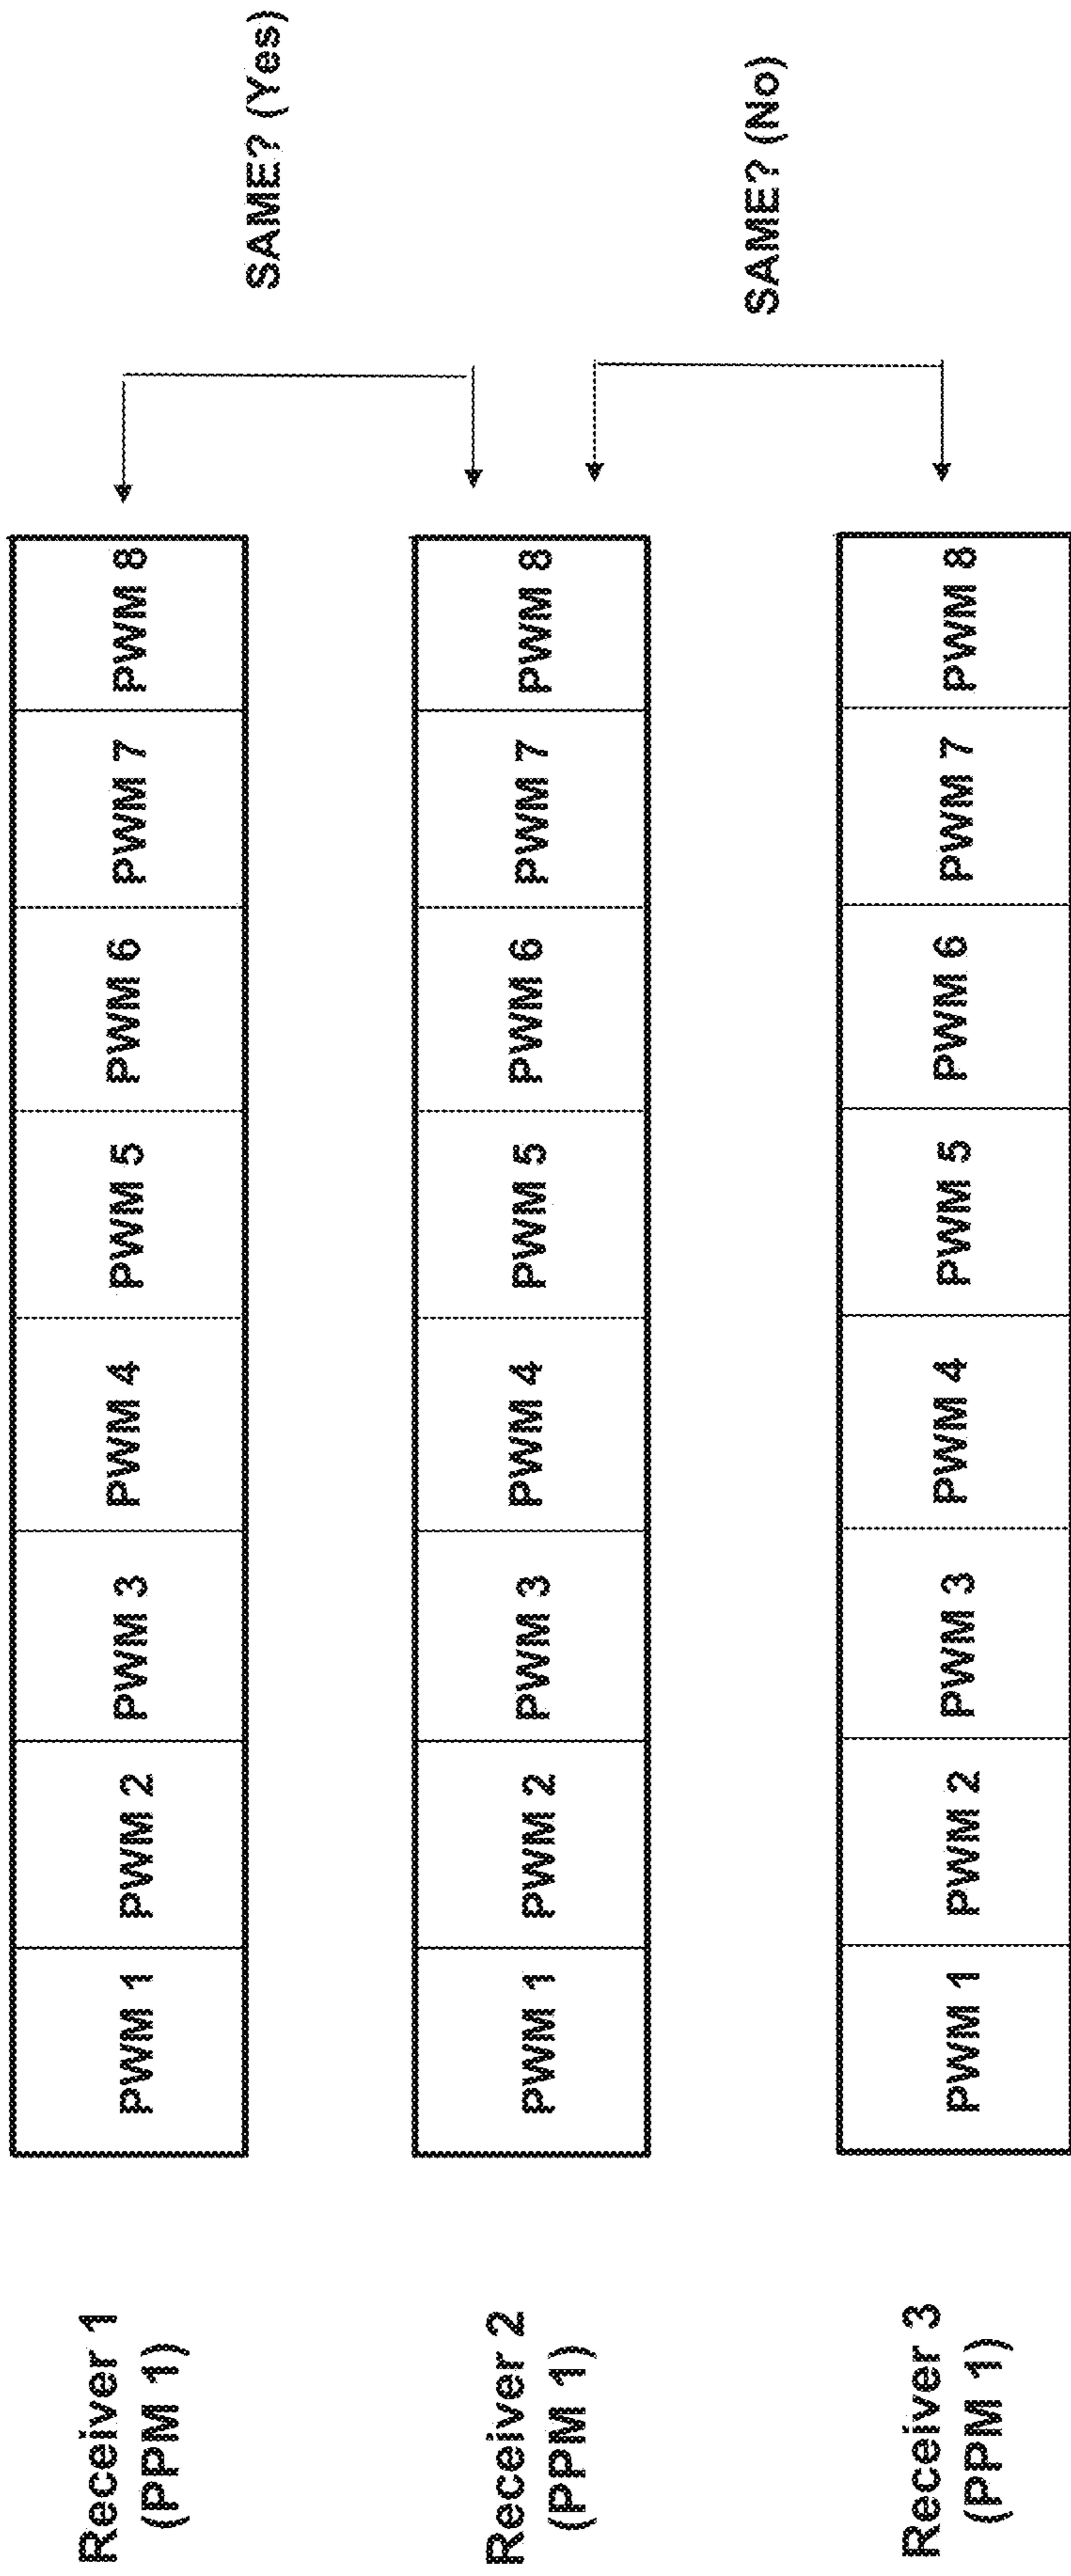 Receiver 1
(PPM 1)
PWM 1
PWM 2
PWM 3
PWM 4
PWM 5
PWM 6
PWM 7
PWM 8
SAME? (Yes)
Receiver 2
(PPM 1)
PWM 1
PWM 2
PWM 3
PWM 4
PWM 5
PWM 6
PWM 7
PWM 8
SAME? (No)
Receiver 3
(PPM 1)
PWM 1
PWM 2
PWM 3
PWM 4
PWM 5
PWM 6
PWM 7
PWM 8